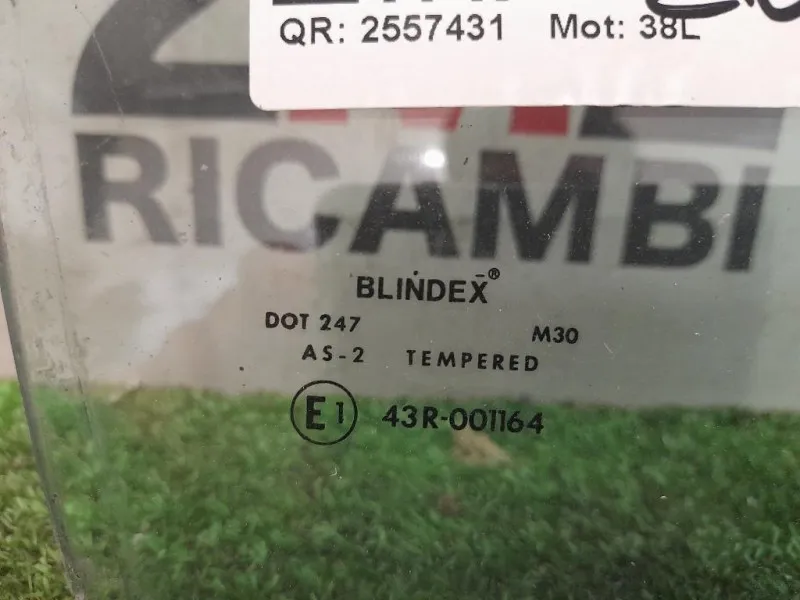 QR: 2557431 Mot: 38L
RICAMBI
BLINDEX®
DOT 247 M30
AS-2 TEMPERED
E1 43R-001164